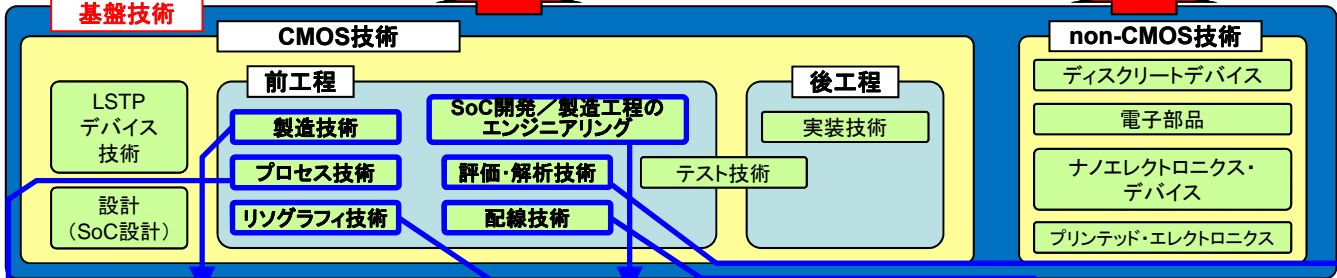 基盤技術
CMOS技術
LSTP
デバイス
技術
設計
（SoC設計）
前工程
製造技術
プロセス技術
リソグラフィ技術
SoC開発／製造工程の
エンジニアリング
評価・解析技術
配線技術
テスト技術
後工程
実装技術
non-CMOS技術
ディスクリートデバイス
電子部品
ナノエレクトロニクス・
デバイス
プリンテッド・エレクトロニクス